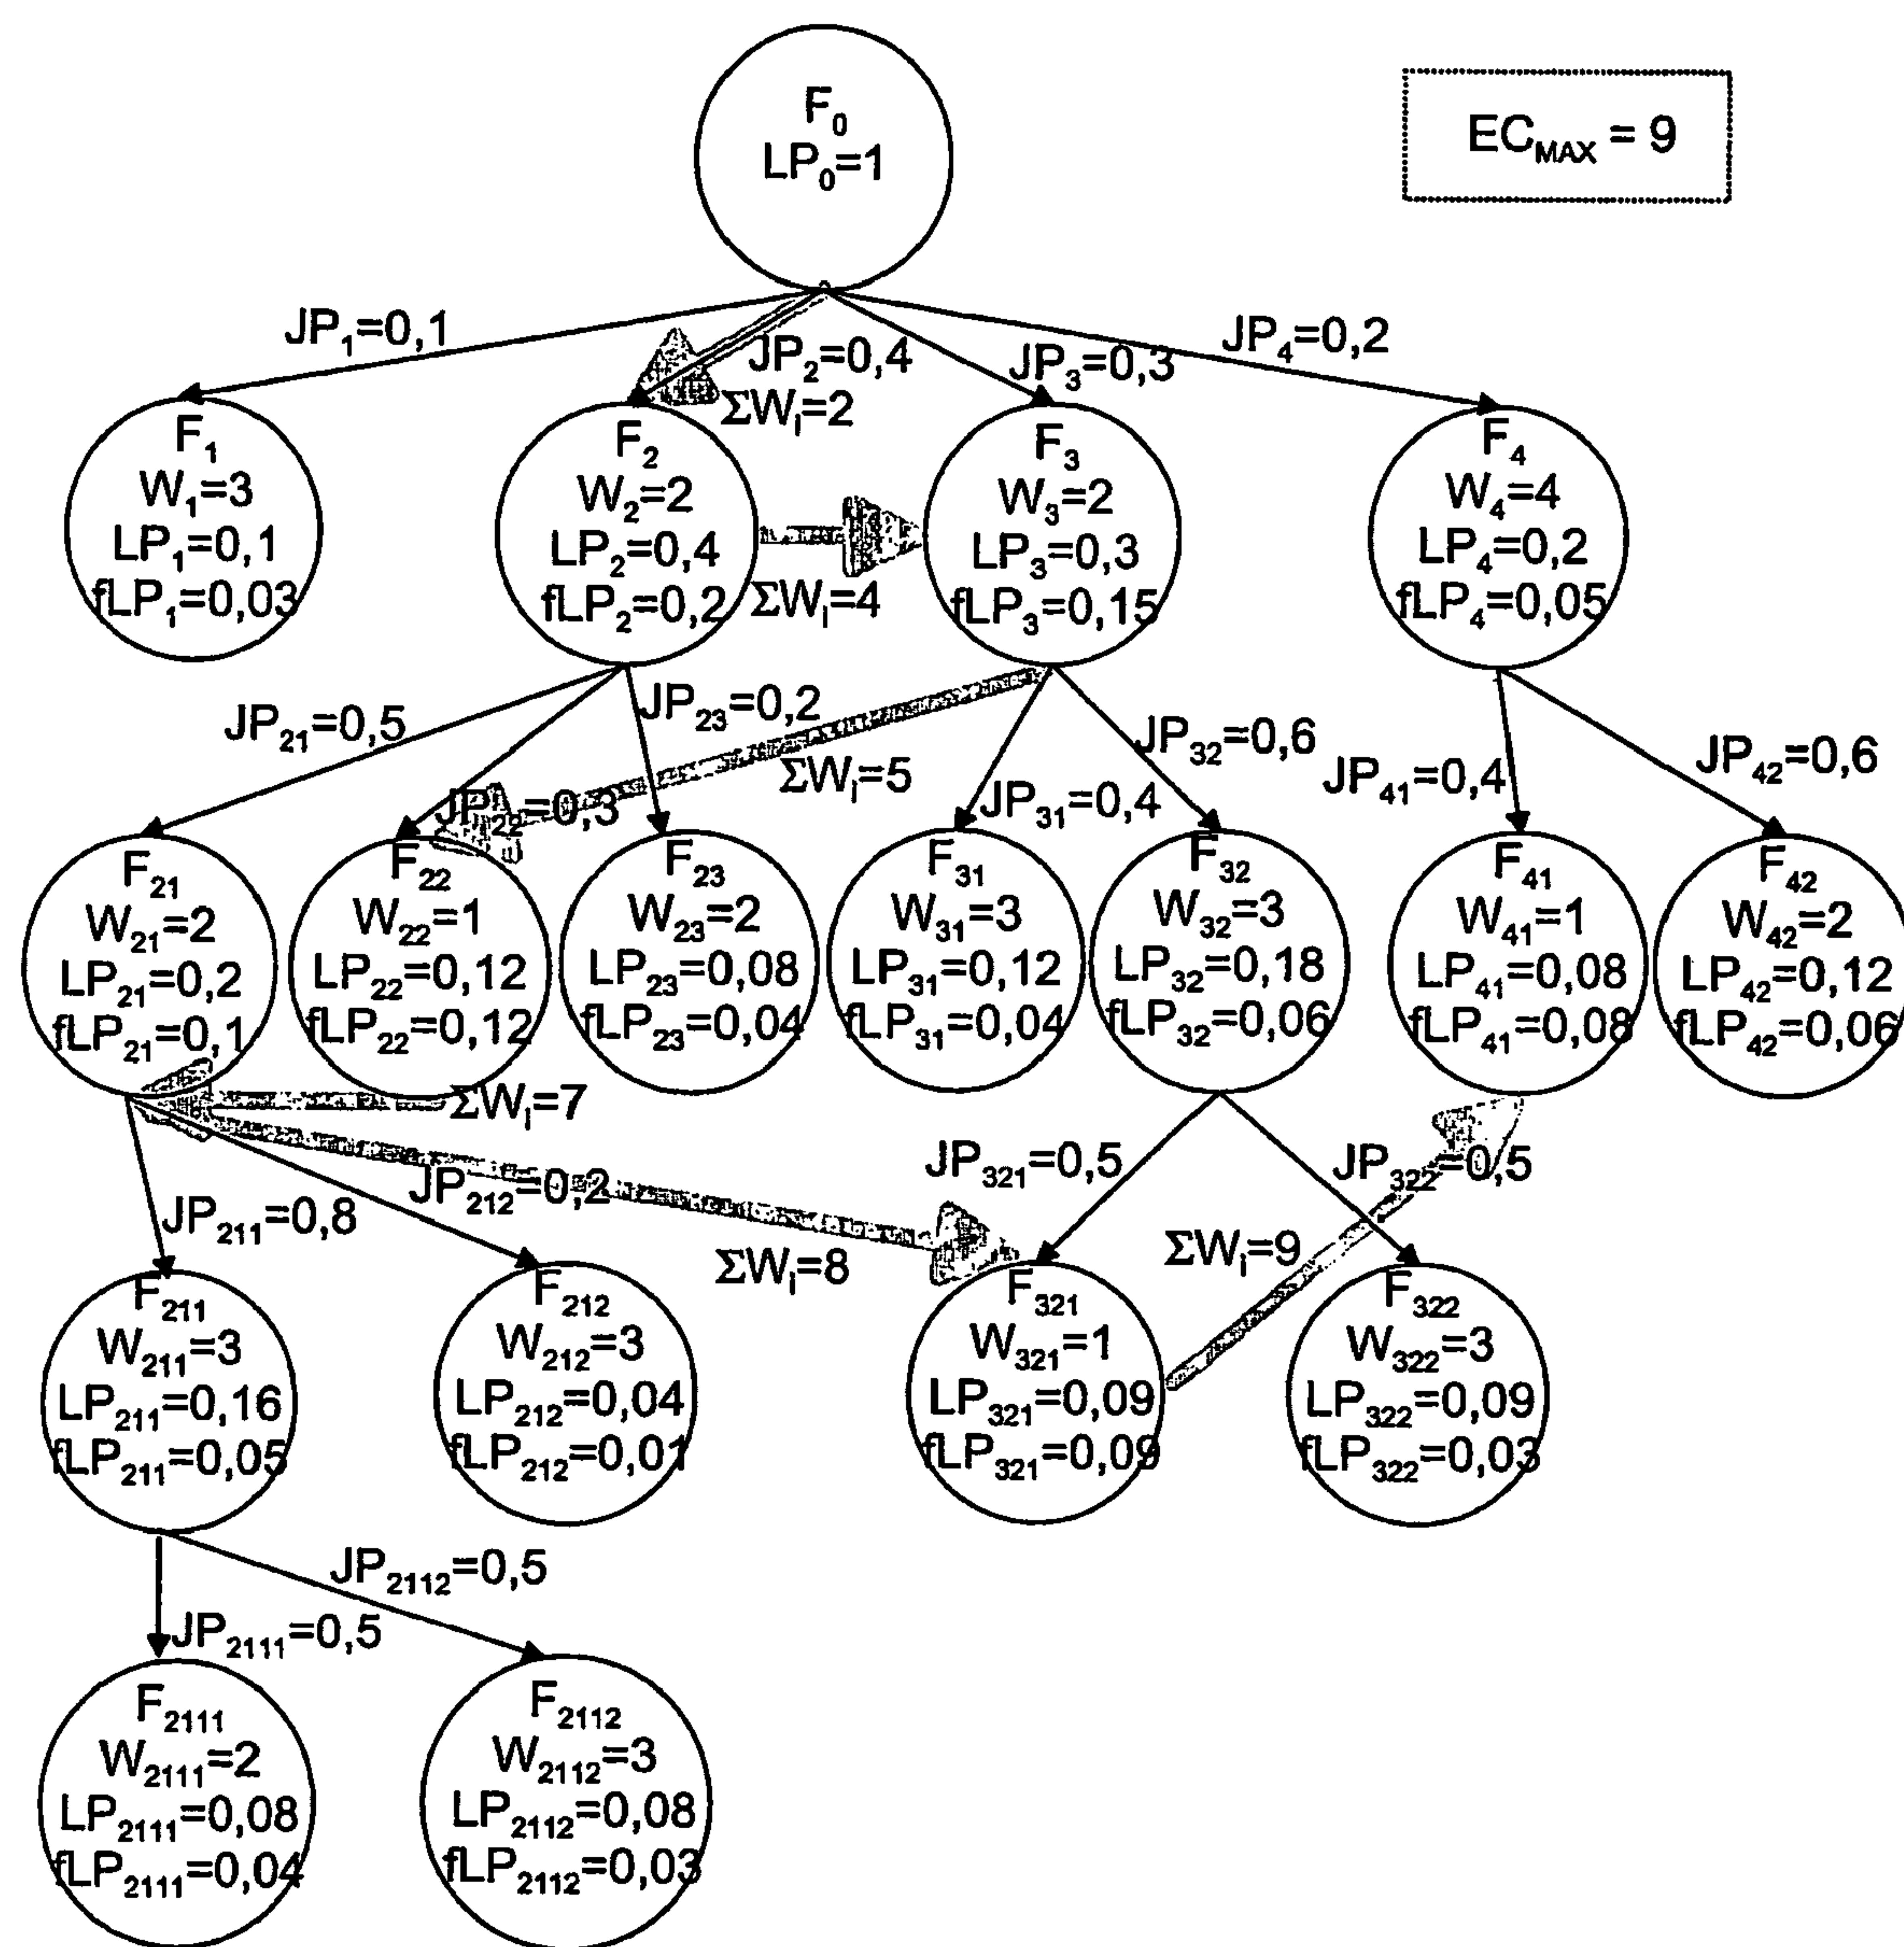 F₀
LP₀=1
EC_MAX = 9
JP₁=0,1
JP₂=0,4
JP₃=0,3
JP₄=0,2
ΣWᵢ=2
F₁
W₁=3
LP₁=0,1
fLP₁=0,03
F₂
W₂=2
LP₂=0,4
fLP₂=0,2
ΣWᵢ=4
F₃
W₃=2
LP₃=0,3
fLP₃=0,15
F₄
W₄=4
LP₄=0,2
fLP₄=0,05
JP₂₁=0,5
JP₂₂=0,3
JP₂₃=0,2
ΣWᵢ=5
JP₃₁=0,4
JP₃₂=0,6
JP₄₁=0,4
JP₄₂=0,6
F₂₁
W₂₁=2
LP₂₁=0,2
fLP₂₁=0,1
F₂₂
W₂₂=1
LP₂₂=0,12
fLP₂₂=0,12
F₂₃
W₂₃=2
LP₂₃=0,08
fLP₂₃=0,04
F₃₁
W₃₁=3
LP₃₁=0,12
fLP₃₁=0,04
F₃₂
W₃₂=3
LP₃₂=0,18
fLP₃₂=0,06
F₄₁
W₄₁=1
LP₄₁=0,08
fLP₄₁=0,08
F₄₂
W₄₂=2
LP₄₂=0,12
fLP₄₂=0,06
ΣWᵢ=7
JP₂₁₁=0,8
JP₂₁₂=0,2
ΣWᵢ=8
JP₃₂₁=0,5
JP₃₂₂=0,5
ΣWᵢ=9
F₂₁₁
W₂₁₁=3
LP₂₁₁=0,16
fLP₂₁₁=0,05
F₂₁₂
W₂₁₂=3
LP₂₁₂=0,04
fLP₂₁₂=0,01
F₃₂₁
W₃₂₁=1
LP₃₂₁=0,09
fLP₃₂₁=0,09
F₃₂₂
W₃₂₂=3
LP₃₂₂=0,09
fLP₃₂₂=0,03
JP₂₁₁₂=0,5
JP₂₁₁₁=0,5
F₂₁₁₁
W₂₁₁₁=2
LP₂₁₁₁=0,08
fLP₂₁₁₁=0,04
F₂₁₁₂
W₂₁₁₂=3
LP₂₁₁₂=0,08
fLP₂₁₁₂=0,03